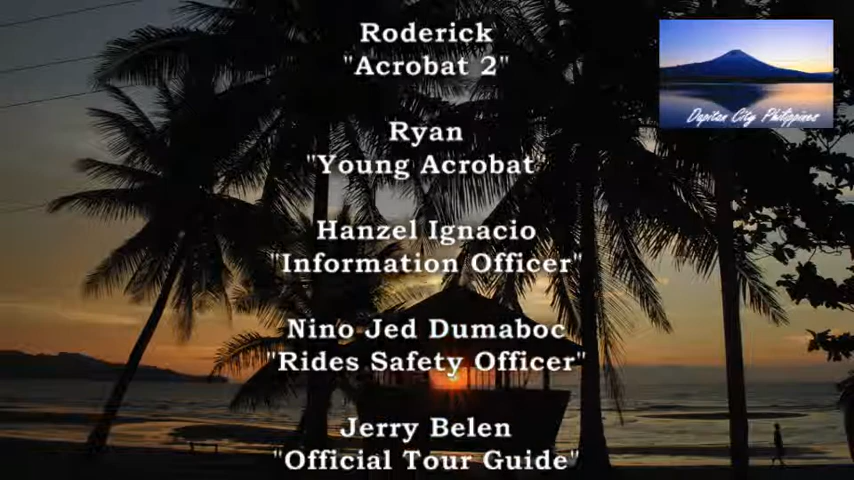 Roderick
"Acrobat 2"
Dapitan City Philippines
Ryan
"Young Acrobat"
Hanzel Ignacio
"Information Officer"
Nino Jed Dumaboc
"Rides Safety Officer"
Jerry Belen
"Official Tour Guide"